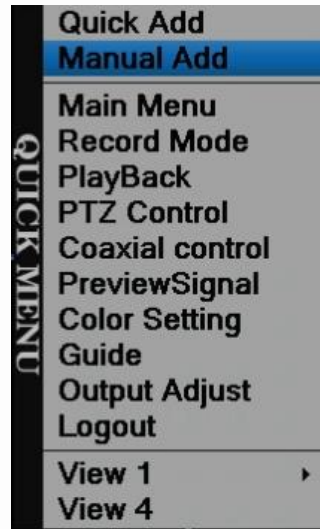 QUICK MENU
Quick Add
Manual Add
Main Menu
Record Mode
PlayBack
PTZ Control
Coaxial control
PreviewSignal
Color Setting
Guide
Output Adjust
Logout
View 1
View 4